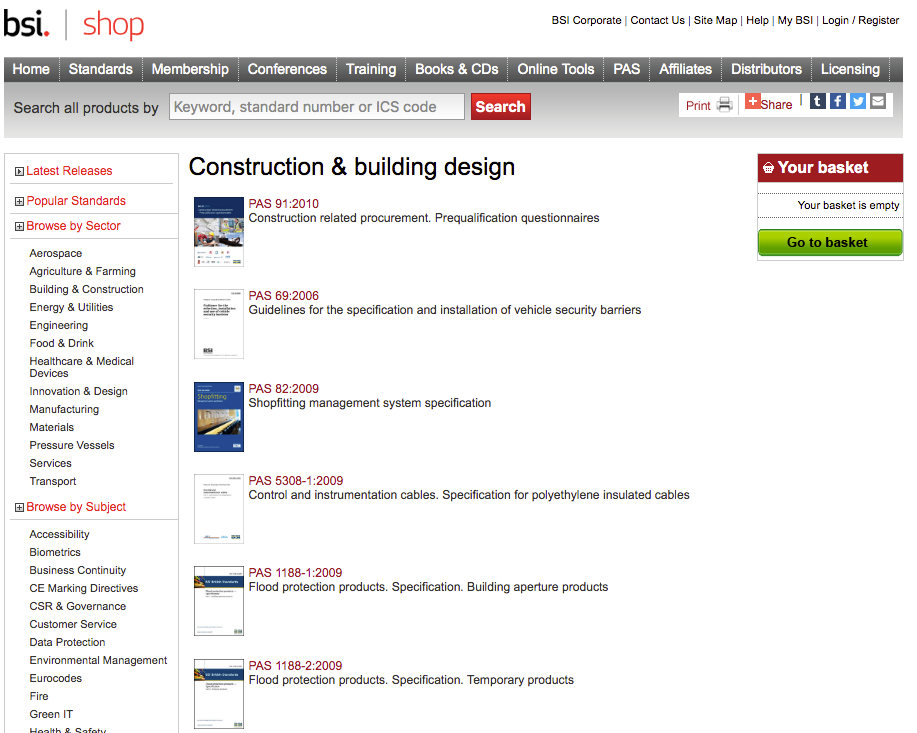 bsi. shop
BSI Corporate | Contact Us | Site Map | Help | My BSI | Login / Register
Home Standards Membership Conferences Training Books & CDs Online Tools PAS Affiliates Distributors Licensing
Search all products by Keyword, standard number or ICS code Search Print Share
Latest Releases
Popular Standards
Browse by Sector
Aerospace
Agriculture & Farming
Building & Construction
Energy & Utilities
Engineering
Food & Drink
Healthcare & Medical
Devices
Innovation & Design
Manufacturing
Materials
Pressure Vessels
Services
Transport
Browse by Subject
Accessibility
Biometrics
Business Continuity
CE Marking Directives
CSR & Governance
Customer Service
Data Protection
Environmental Management
Eurocodes
Fire
Green IT
Health & Safety
Construction & building design
PAS 91:2010
Construction related procurement. Prequalification questionnaires
PAS 69:2006
Guidelines for the specification and installation of vehicle security barriers
PAS 82:2009
Shopfitting management system specification
Shopfitting
PAS 5308-1:2009
Control and instrumentation cables. Specification for polyethylene insulated cables
PAS 1188-1:2009
Flood protection products. Specification. Building aperture products
PAS 1188-2:2009
Flood protection products. Specification. Temporary products
Your basket
Your basket is empty
Go to basket